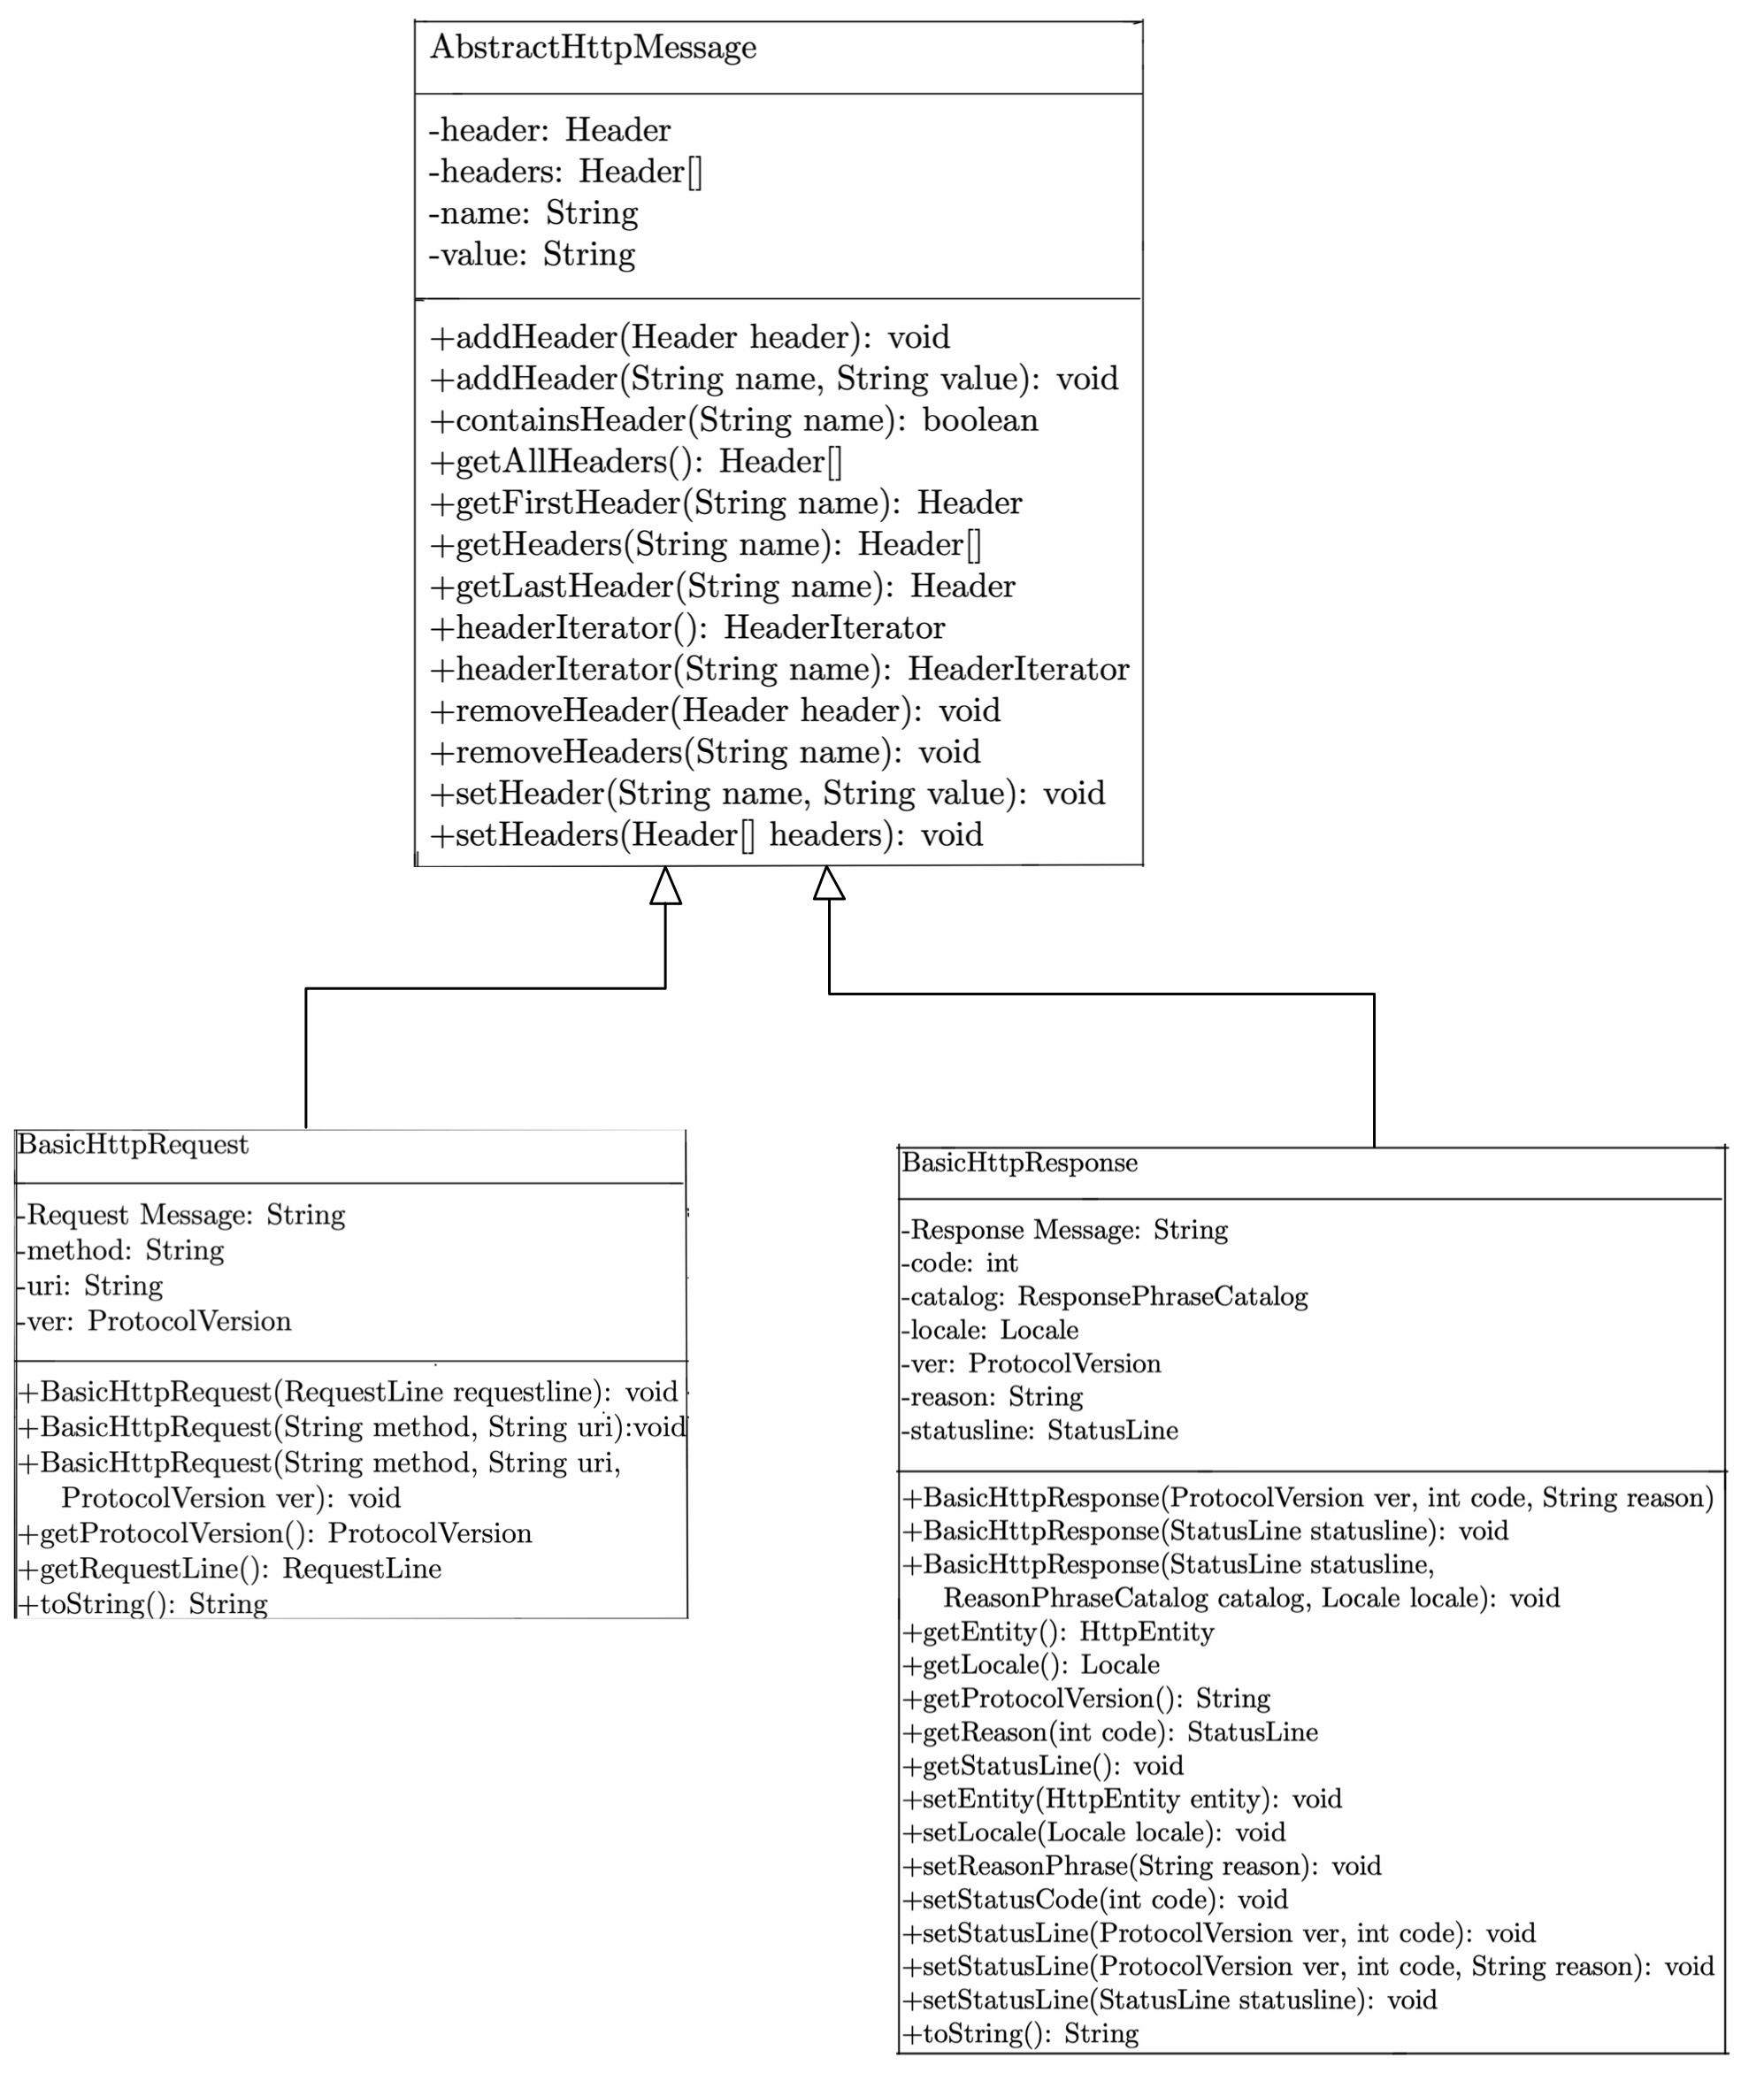 AbstractHttpMessage
-header: Header
-headers: Header[]
-name: String
-value: String
+addHeader(Header header): void
+addHeader(String name, String value): void
+containsHeader(String name): boolean
+getAllHeaders(): Header[]
+getFirstHeader(String name): Header
+getHeaders(String name): Header[]
+getLastHeader(String name): Header
+headerIterator(): HeaderIterator
+headerIterator(String name): HeaderIterator
+removeHeader(Header header): void
+removeHeaders(String name): void
+setHeader(String name, String value): void
+setHeaders(Header[] headers): void
BasicHttpRequest
-Request Message: String
-method: String
-uri: String
-ver: ProtocolVersion
+BasicHttpRequest(RequestLine requestline): void
+BasicHttpRequest(String method, String uri):void
+BasicHttpRequest(String method, String uri,
ProtocolVersion ver): void
+getProtocolVersion(): ProtocolVersion
+getRequestLine(): RequestLine
+toString(): String
BasicHttpResponse
-Response Message: String
-code: int
-catalog: ResponsePhraseCatalog
-locale: Locale
-ver: ProtocolVersion
-reason: String
-statusline: StatusLine
+BasicHttpResponse(ProtocolVersion ver, int code, String reason)
+BasicHttpResponse(StatusLine statusline): void
+BasicHttpResponse(StatusLine statusline,
ReasonPhraseCatalog catalog, Locale locale): void
+getEntity(): HttpEntity
+getLocale(): Locale
+getProtocolVersion(): String
+getReason(int code): StatusLine
+getStatusLine(): void
+setEntity(HttpEntity entity): void
+setLocale(Locale locale): void
+setReasonPhrase(String reason): void
+setStatusCode(int code): void
+setStatusLine(ProtocolVersion ver, int code): void
+setStatusLine(ProtocolVersion ver, int code, String reason): void
+setStatusLine(StatusLine statusline): void
+toString(): String